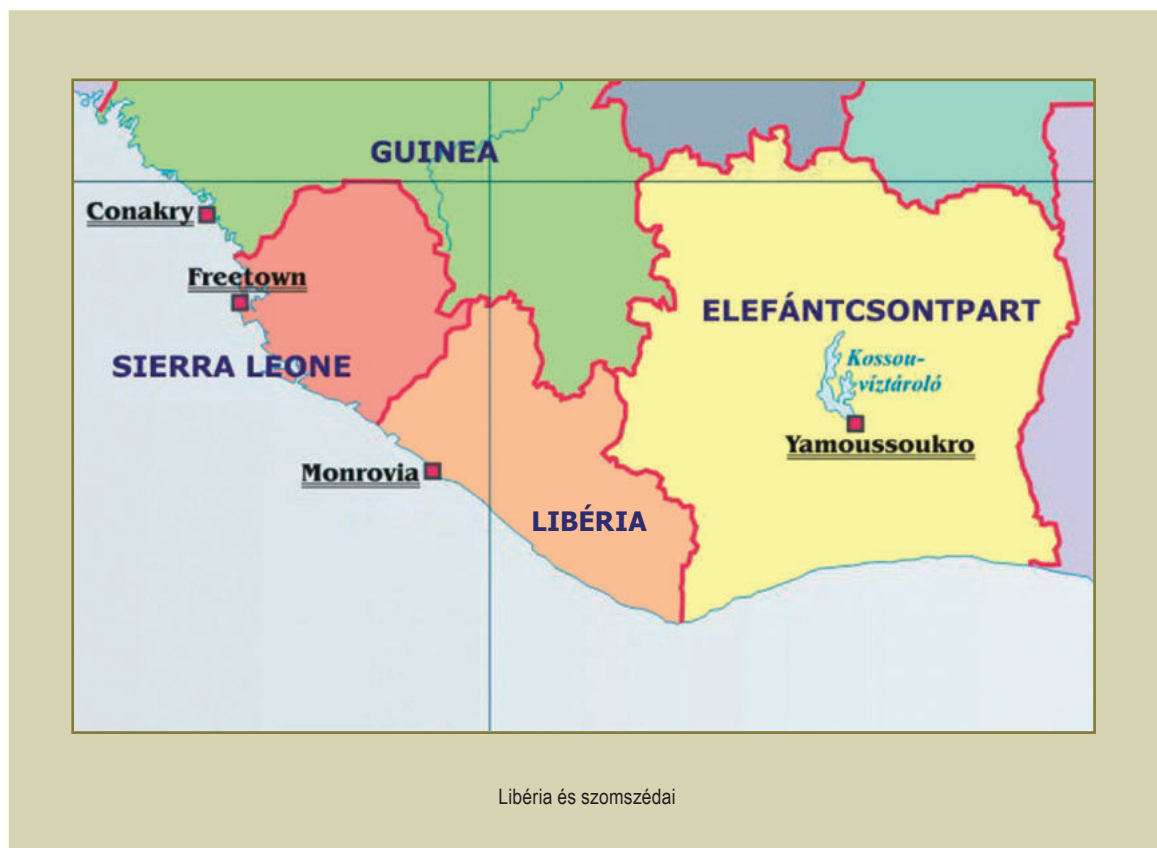 GUINEA
Conakry
Freetown
ELEFÁNTCSONTPART
SIERRA LEONE
Kossou-
víztároló
Yamoussoukro
Monrovia
LIBÉRIA
Libéria és szomszédai